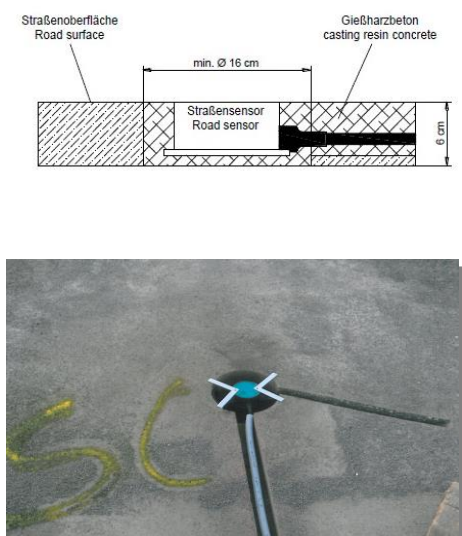 Straßenoberfläche
Road surface
Gießharzbeton
casting resin concrete
min. Ø 16 cm
Straßensensor
Road sensor
6 cm
SC